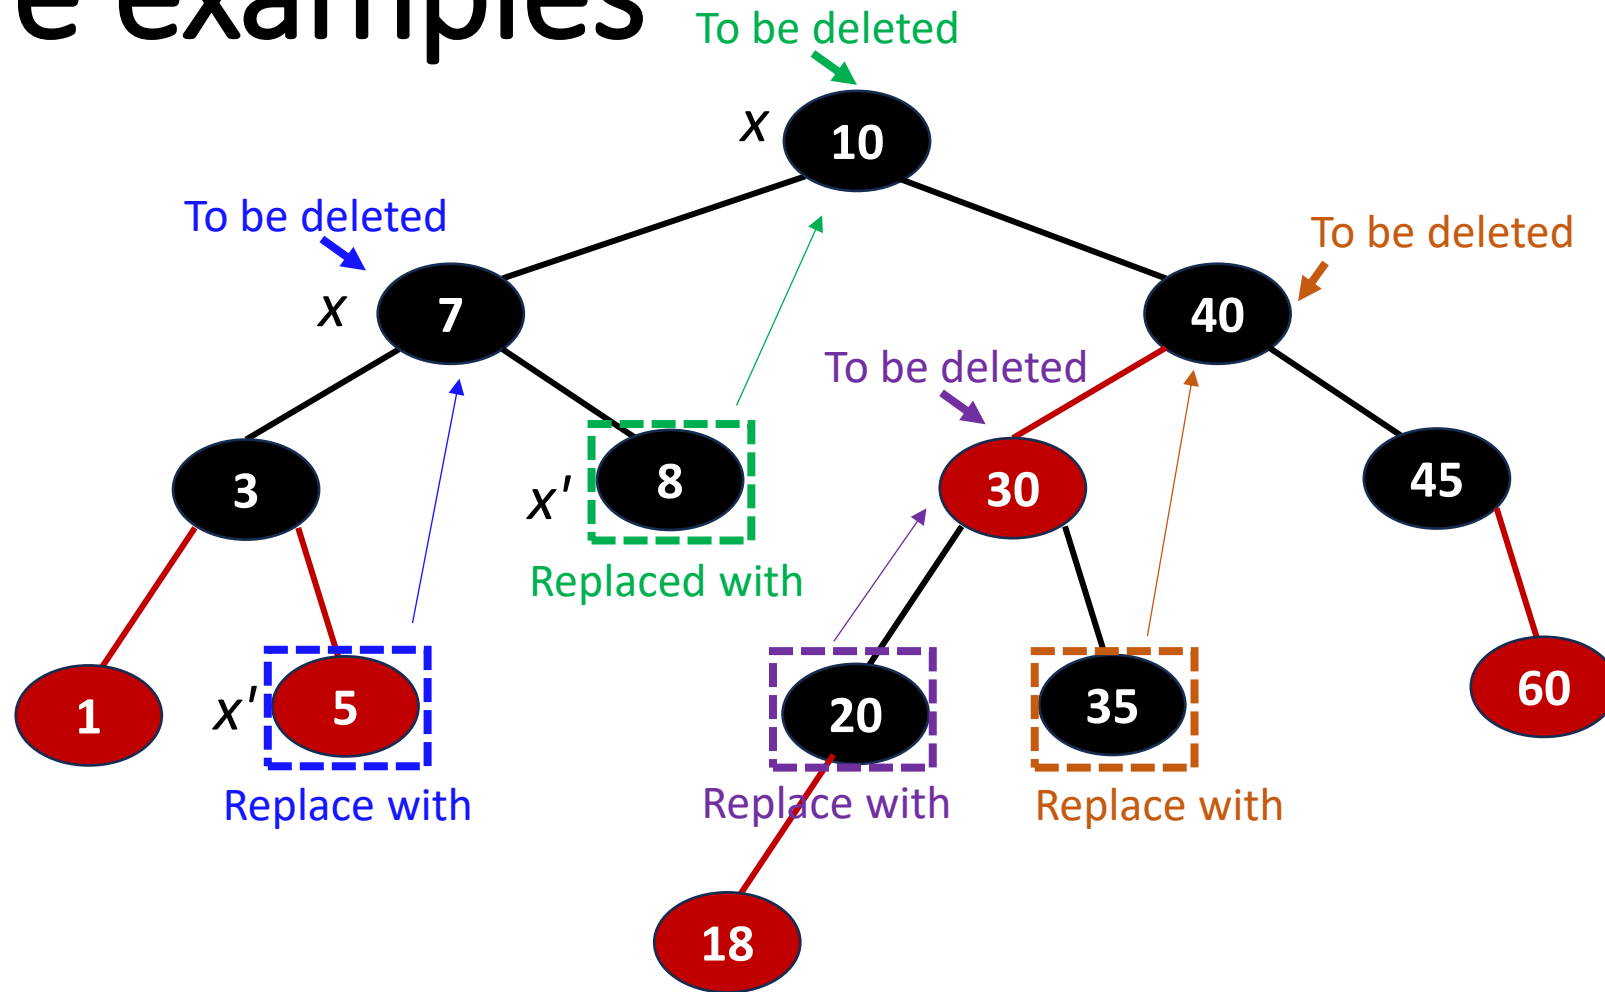 e examples
To be deleted
x
10
To be deleted
To be deleted
x
7
40
To be deleted
3
x'
8
30
45
Replaced with
1
x'
5
20
35
60
Replace with
Replace with
Replace with
18